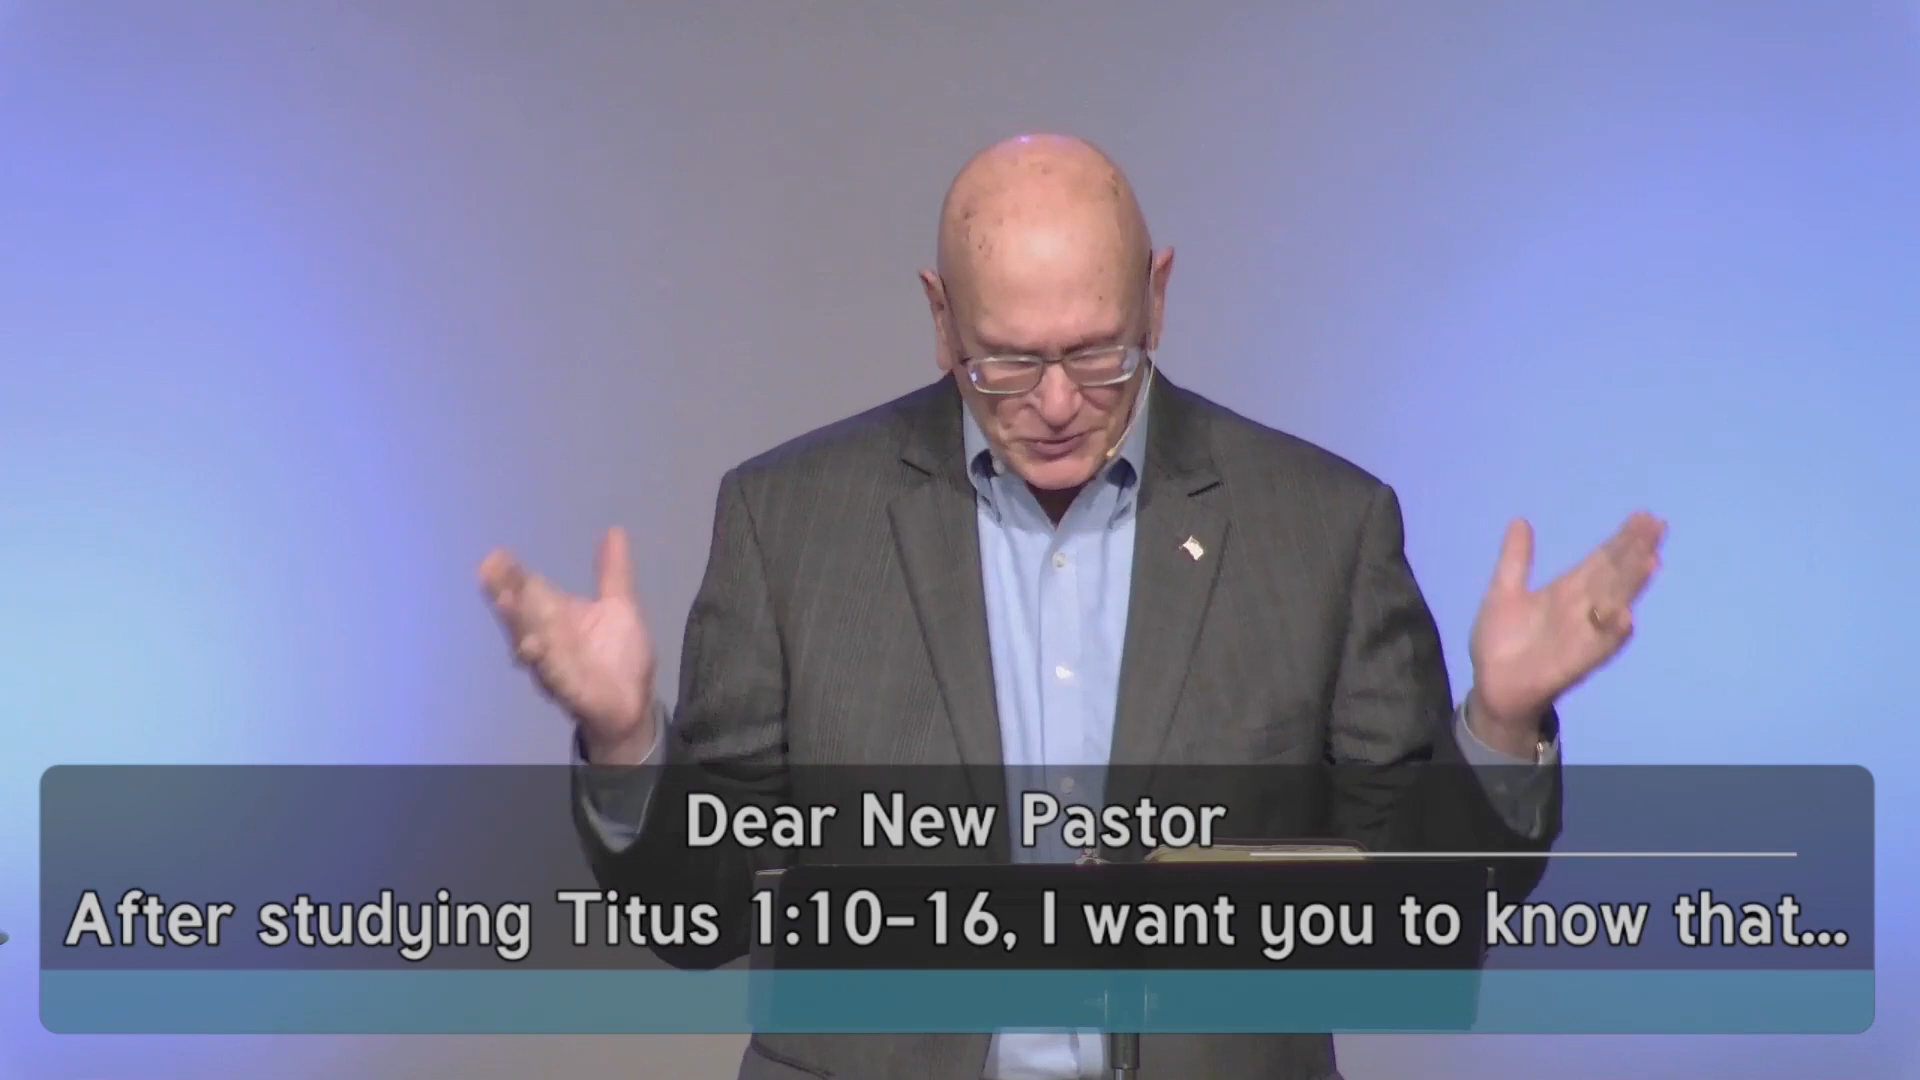 Dear New Pastor
After studying Titus 1:10-16, I want you to know that...